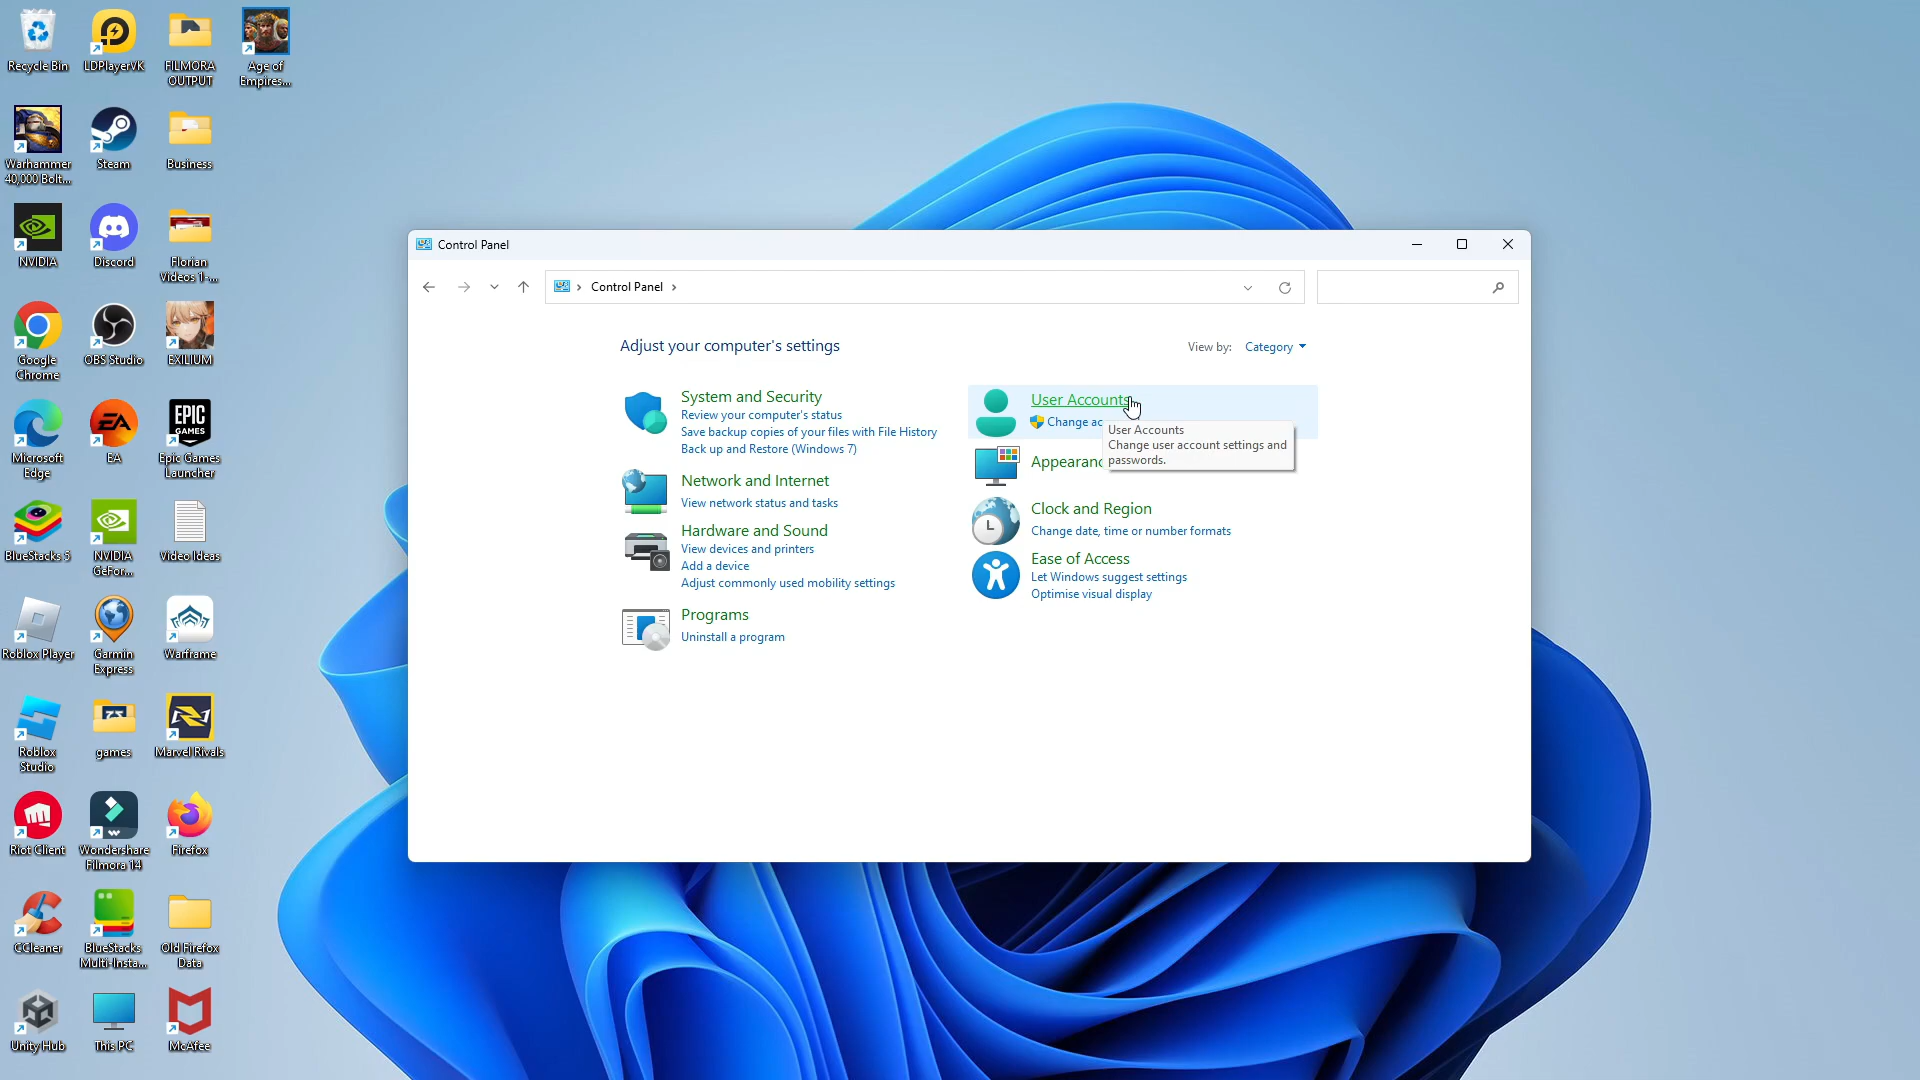 Recycle Bin
LDPlayerVK
FILMORA
OUTPUT
Age of
Empires...
Warhammer
40,000 Bolt...
Steam
Business
NVIDIA
Discord
Florian
Videos 1-...
Google
Chrome
OBS Studio
EXILIUM
Microsoft
Edge
EA
EPIC
GAMES
Epic Games
Launcher
BlueStacks 5
NVIDIA
GeFor...
Video Ideas
Roblox Player
Garmin
Express
Warframe
Roblox
Studio
games
Marvel Rivals
Riot Client
Wondershare
Filmora 14
Firefox
CCleaner
BlueStacks
Multi-Insta...
Old Firefox
Data
Unity Hub
This PC
McAfee
Control Panel
Control Panel
Adjust your computer's settings
View by: Category
System and Security
Review your computer's status
Save backup copies of your files with File History
Back up and Restore (Windows 7)
Network and Internet
View network status and tasks
Hardware and Sound
View devices and printers
Add a device
Adjust commonly used mobility settings
Programs
Uninstall a program
User Accounts
Change ac
User Accounts
Change user account settings and
passwords.
Appearanc
Clock and Region
Change date, time or number formats
Ease of Access
Let Windows suggest settings
Optimise visual display